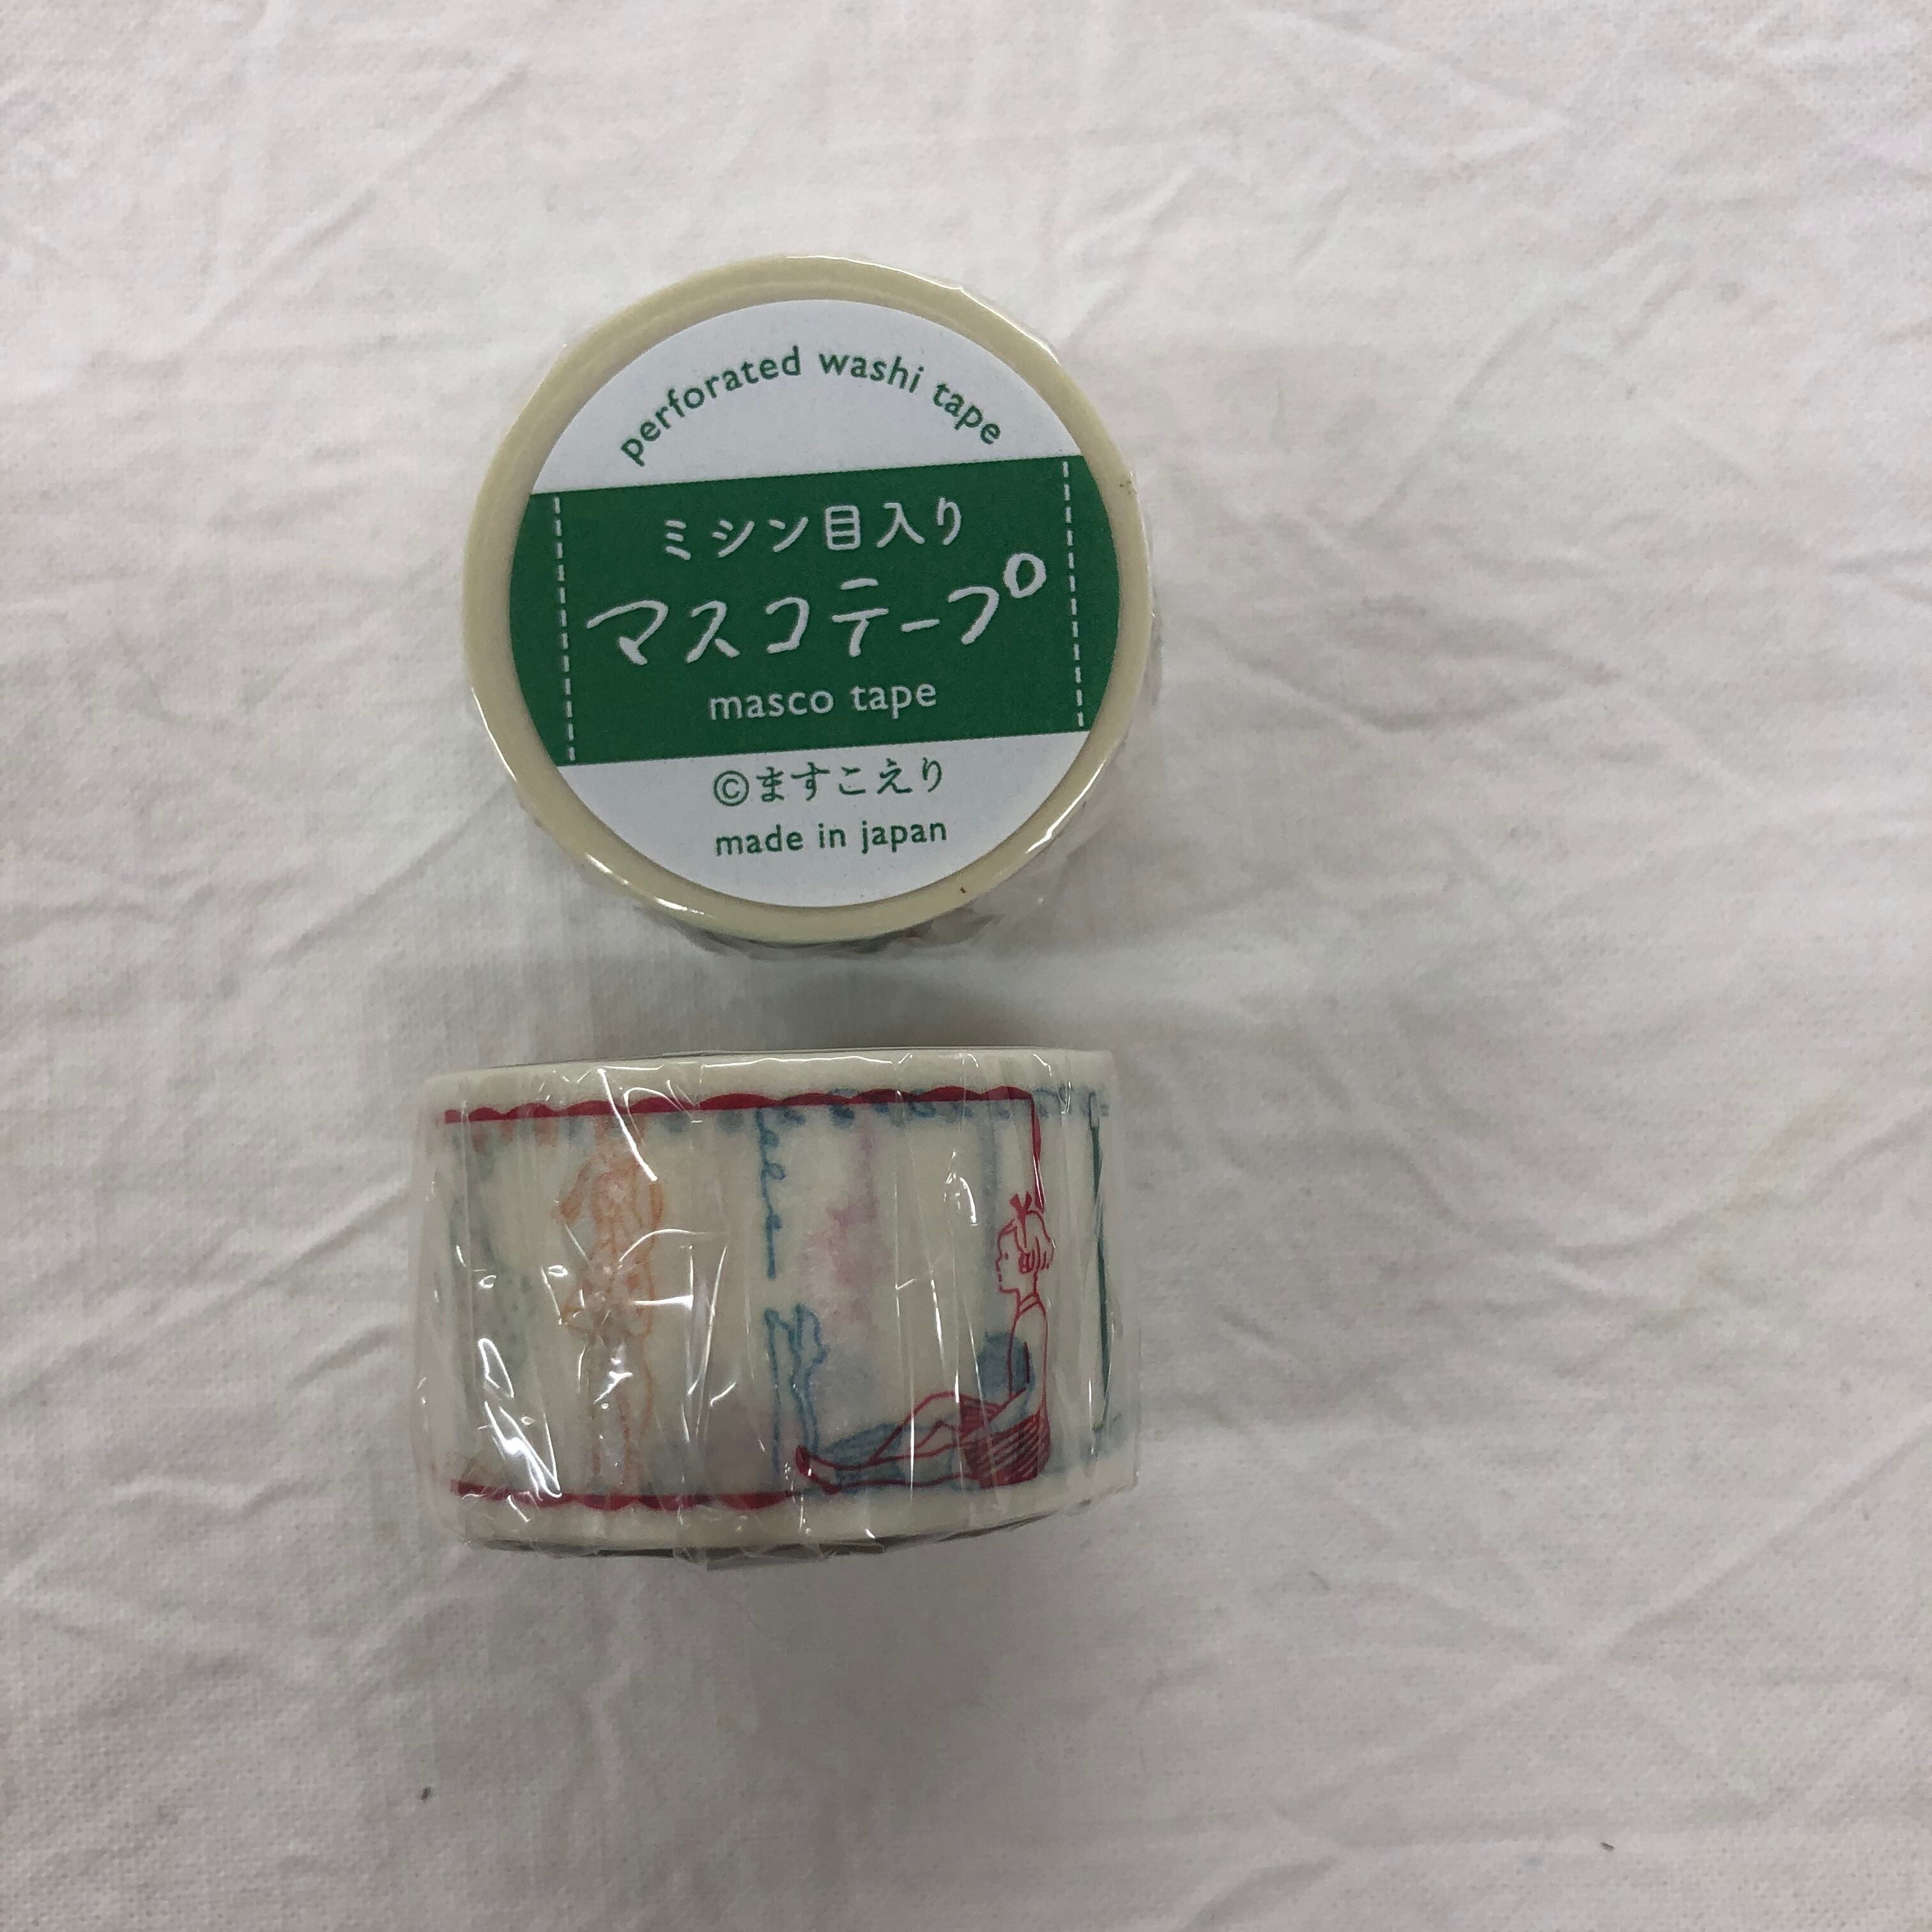 perforated washi tape
ミシン目入り
マスコテープ
masco tape
©ますこえり
made in japan